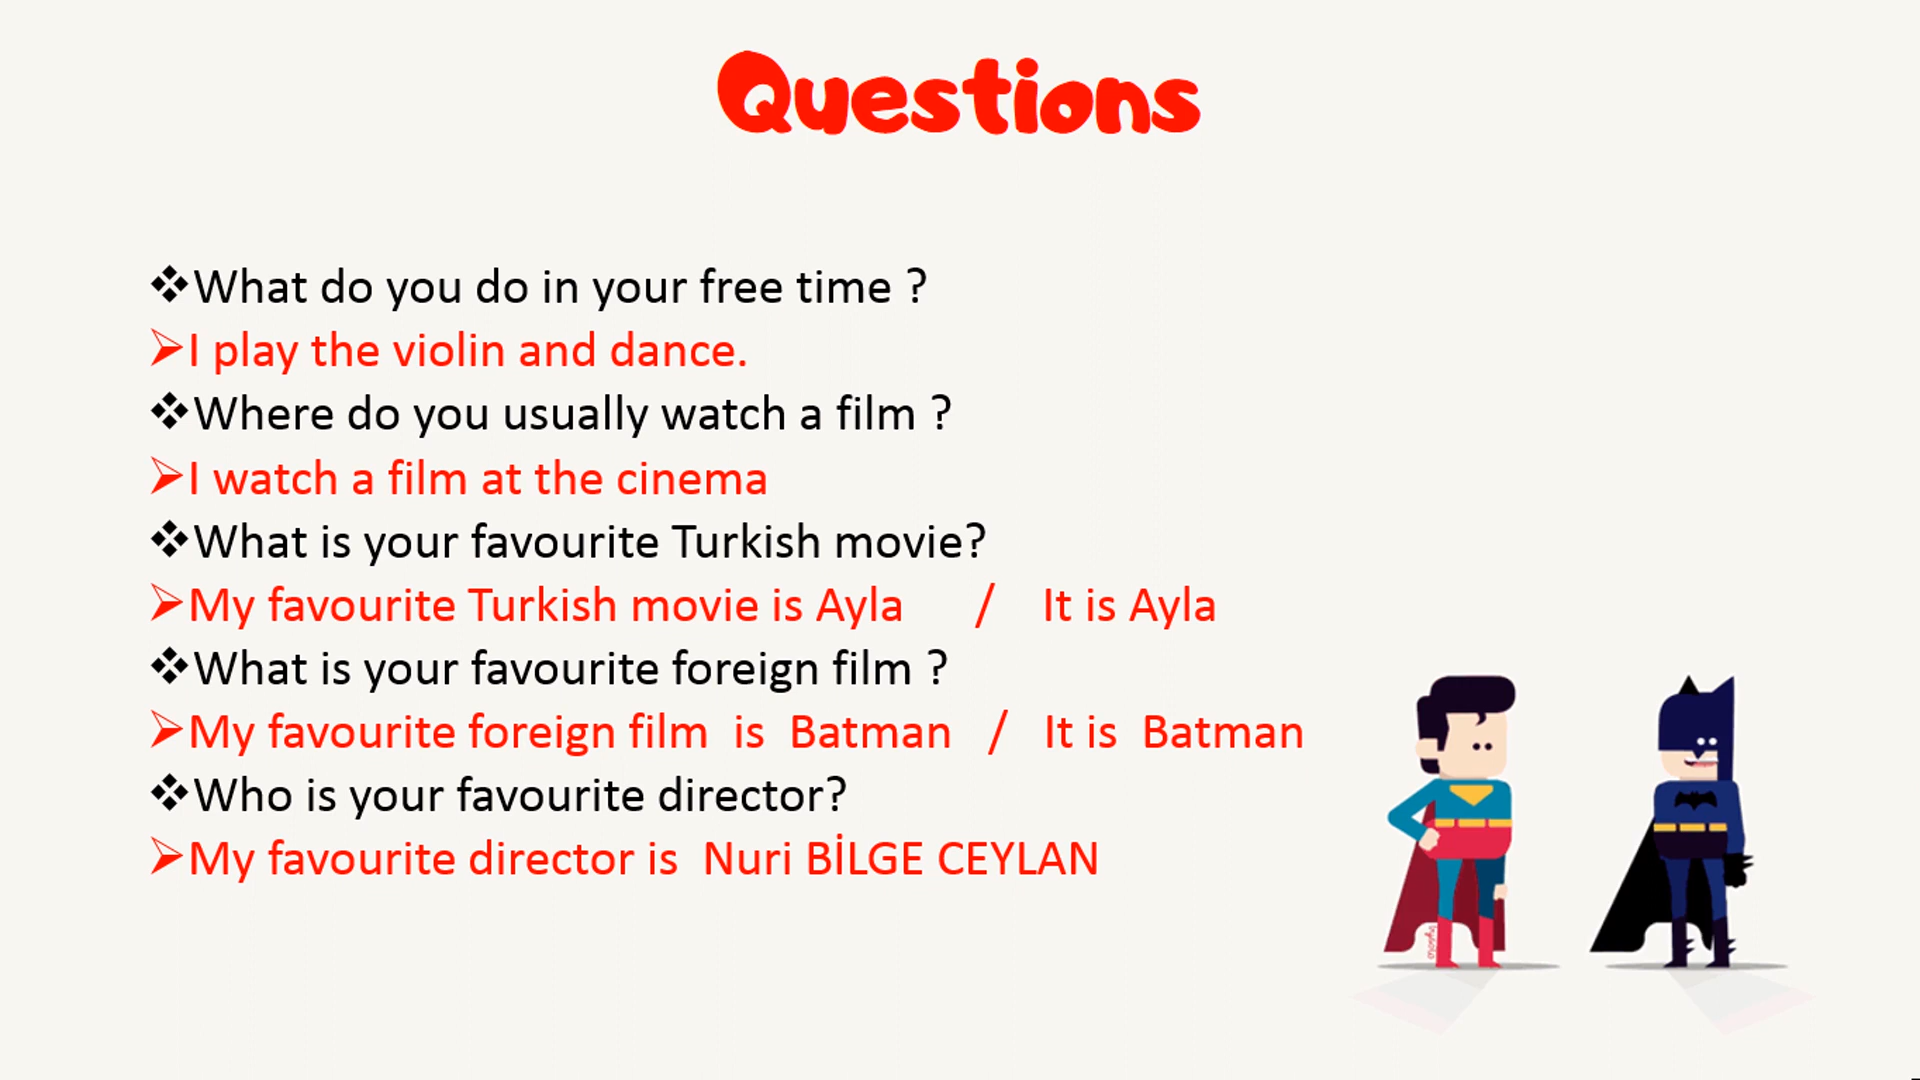 Questions
❖What do you do in your free time ?
➢I play the violin and dance.
❖Where do you usually watch a film ?
➢I watch a film at the cinema
❖What is your favourite Turkish movie?
➢My favourite Turkish movie is Ayla / It is Ayla
❖What is your favourite foreign film ?
➢My favourite foreign film is Batman / It is Batman
❖Who is your favourite director?
➢My favourite director is Nuri BİLGE CEYLAN